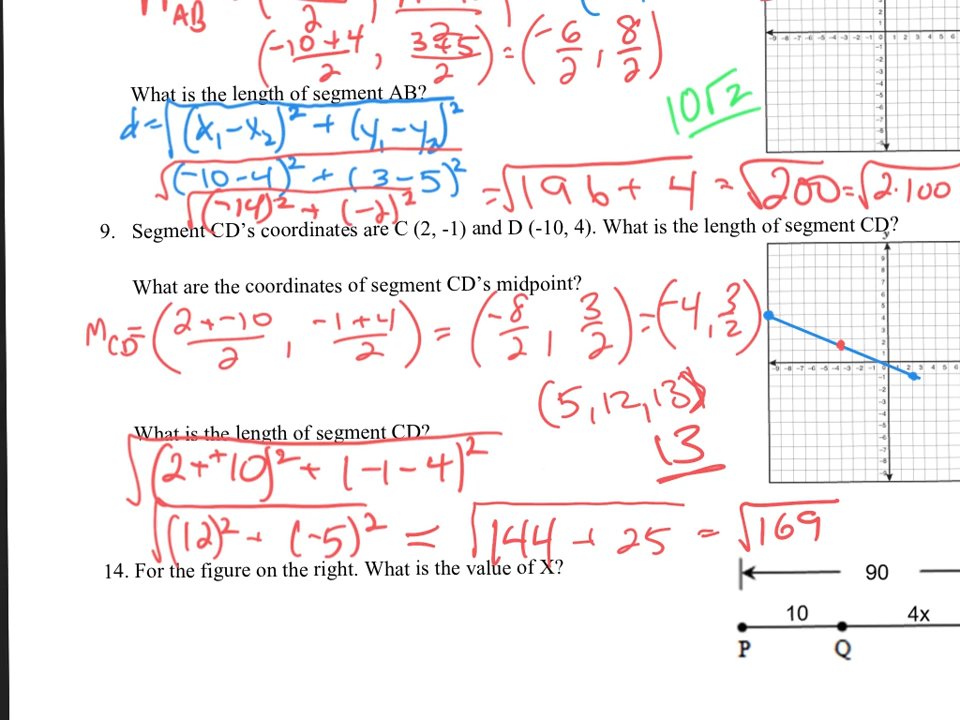 AB
2
(-10+4/2, 3+5/2) = (-6/2, 8/2)
What is the length of segment AB?
10√2
d=√(x₁-x₂)² + (y₁-y₂)²
√(-10-4)² + (3-5)²
√(-14)² + (-2)² = √196+4 = √200 = √2·100
9. Segment CD's coordinates are C (2, -1) and D (-10, 4). What is the length of segment CD?
What are the coordinates of segment CD's midpoint?
M_CD = (2+-10/2, -1+4/2) = (-8/2, 3/2) = (-4, 3/2)
(5,12,13)
What is the length of segment CD?
13
√(2++10)² + (-1-4)²
√(12)² + (-5)² = √144+25 = √169
14. For the figure on the right. What is the value of X?
90
10 4x
P Q